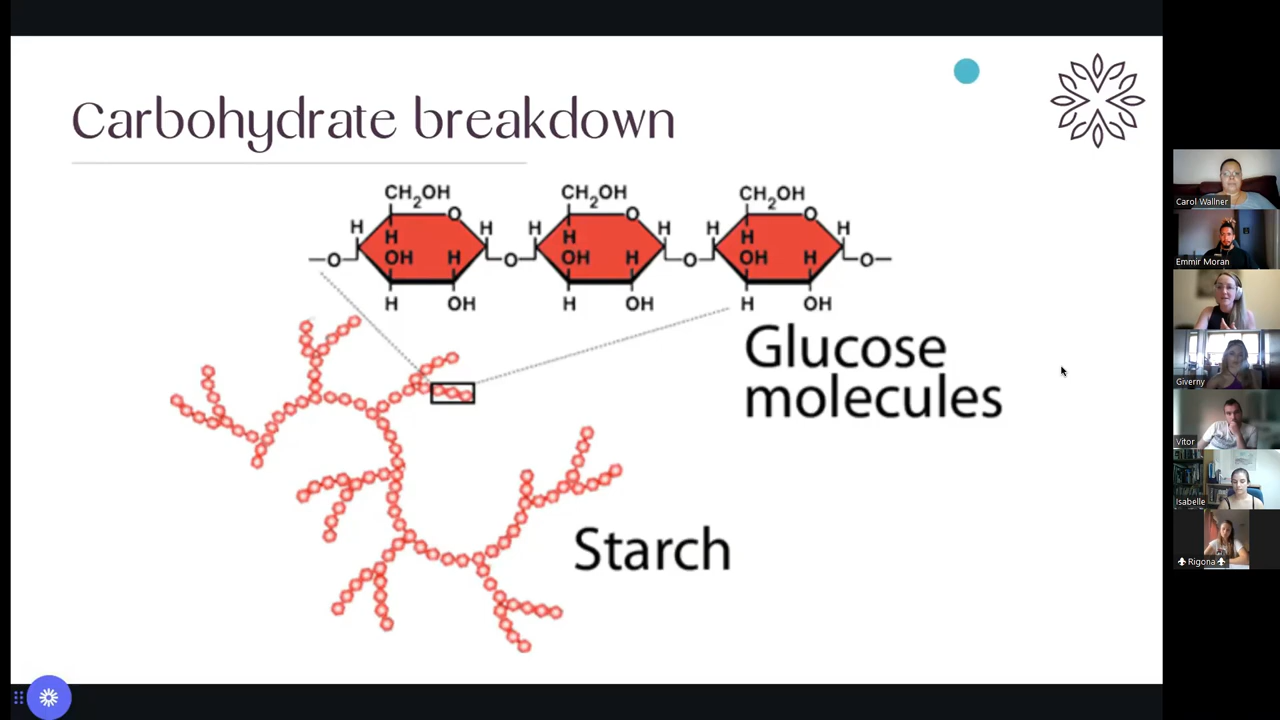 Carbohydrate breakdown
CH2OH CH2OH CH2OH
O O O
H H H H H H
H H H
O OH H O OH H O OH H O
H OH H OH H OH
Glucose
molecules
Starch
Carol Wallner
Emmir Moran
Giverny
Vitor
Isabelle
Rigona